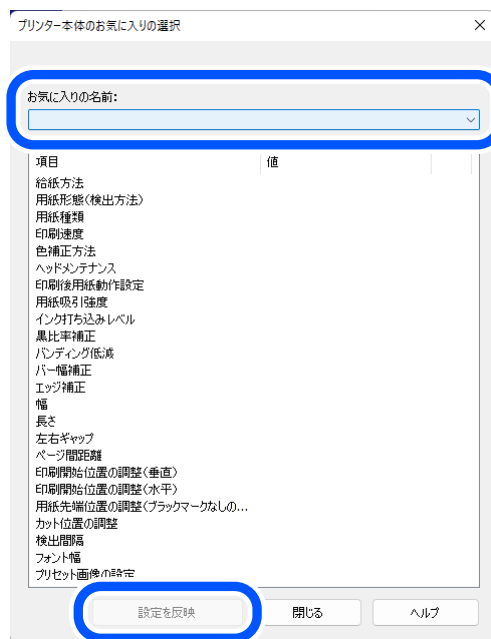 プリンター本体のお気に入りの選択
お気に入りの名前:
項目 値
給紙方法
用紙形態(検出方法)
用紙種類
印刷速度
色補正方法
ヘッドメンテナンス
印刷後用紙動作設定
用紙吸引強度
インク打ち込みレベル
黒比率補正
バンディング低減
バー幅補正
エッジ補正
幅
長さ
左右ギャップ
ページ間距離
印刷開始位置の調整(垂直)
印刷開始位置の調整(水平)
用紙先端位置の調整(ブラックマークなしの...
カット位置の調整
検出間隔
フォント幅
プリセット画像の設定
設定を反映 閉じる ヘルプ